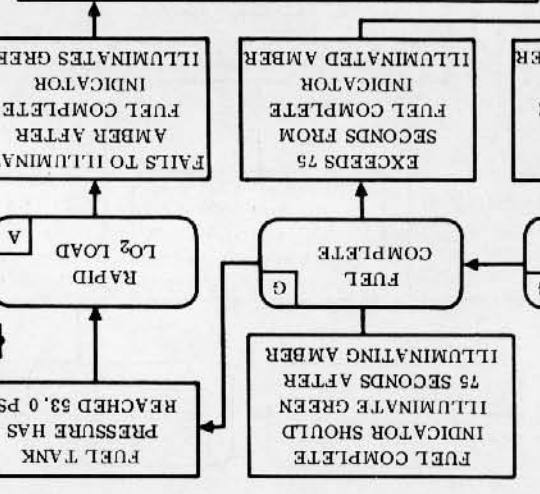 FUEL COMPLETE
INDICATOR SHOULD
ILLUMINATE GREEN
75 SECONDS AFTER
ILLUMINATING AMBER
FUEL TANK
PRESSURE HAS
REACHED 53.0 PS
G
FUEL
COMPLETE
RAPID
LO₂ LOAD
A
EXCEEDS 75
SECONDS FROM
FUEL COMPLETE
INDICATOR
ILLUMINATED AMBER
FAILS TO ILLUMINA
AMBER AFTER
FUEL COMPLETE
INDICATOR
ILLUMINATES GREE